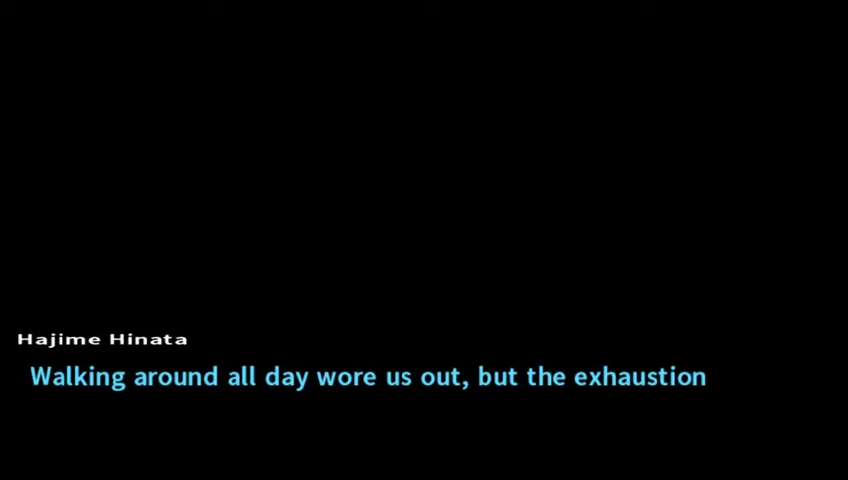 Hajime Hinata
Walking around all day wore us out, but the exhaustion